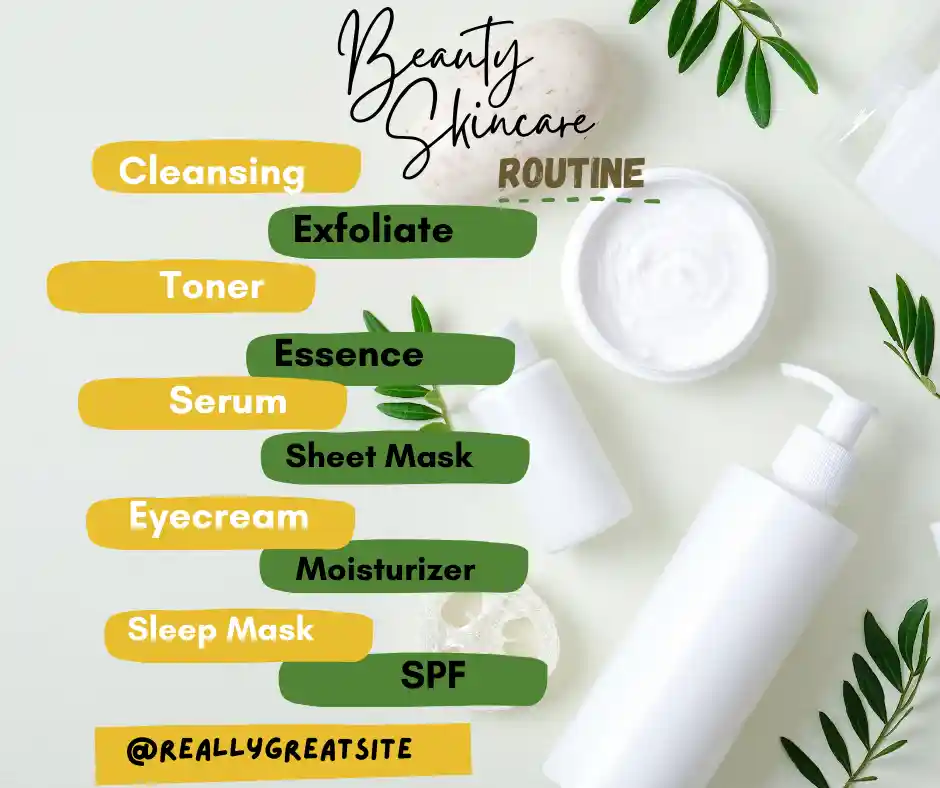 Beauty
Skincare
ROUTINE
Cleansing
Exfoliate
Toner
Essence
Serum
Sheet Mask
Eyecream
Moisturizer
Sleep Mask
SPF
@REALLYGREATSITE